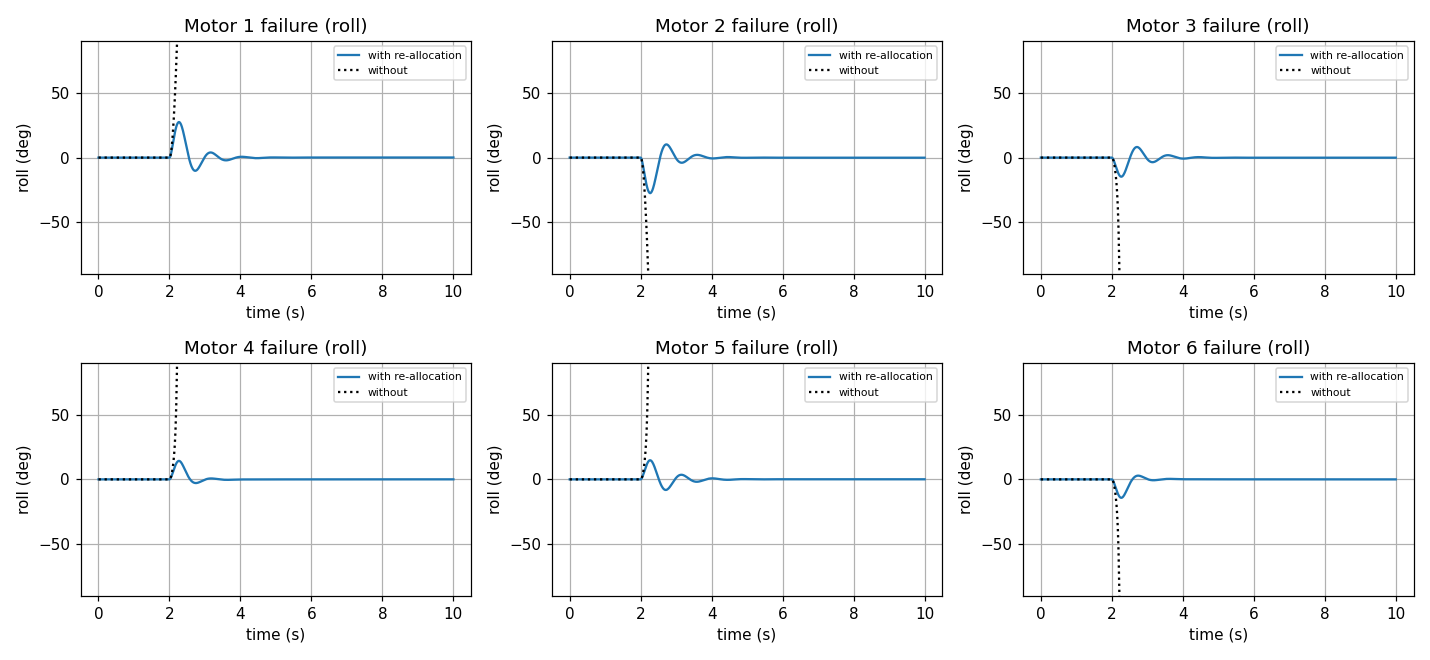 Motor 1 failure (roll)
with re-allocation
without
roll (deg)
50
0
−50
0 2 4 6 8 10
time (s)
Motor 2 failure (roll)
with re-allocation
without
roll (deg)
50
0
−50
0 2 4 6 8 10
time (s)
Motor 3 failure (roll)
with re-allocation
without
roll (deg)
50
0
−50
0 2 4 6 8 10
time (s)
Motor 4 failure (roll)
with re-allocation
without
roll (deg)
50
0
−50
0 2 4 6 8 10
time (s)
Motor 5 failure (roll)
with re-allocation
without
roll (deg)
50
0
−50
0 2 4 6 8 10
time (s)
Motor 6 failure (roll)
with re-allocation
without
roll (deg)
50
0
−50
0 2 4 6 8 10
time (s)